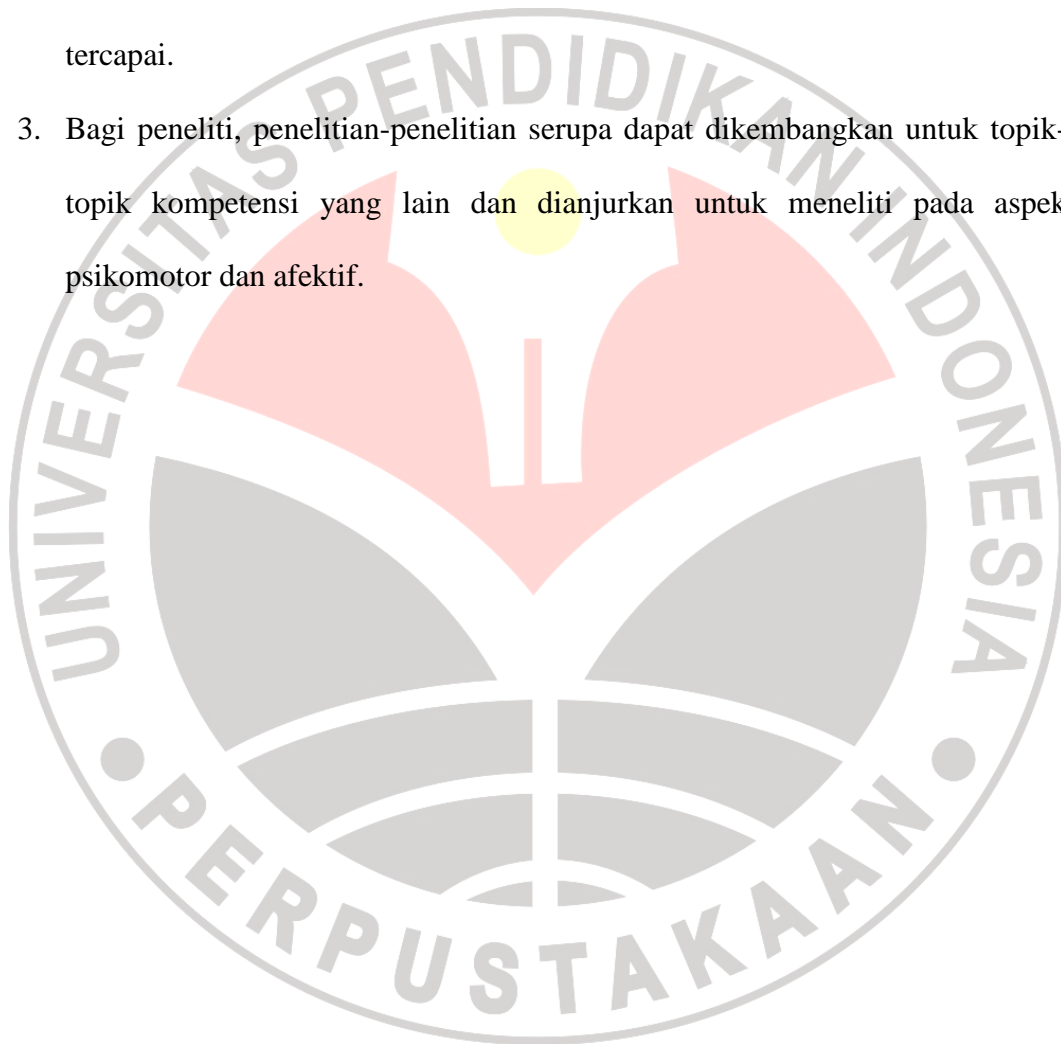 tercapai.
3. Bagi peneliti, penelitian-penelitian serupa dapat dikembangkan untuk topik-
topik kompetensi yang lain dan dianjurkan untuk meneliti pada aspek
psikomotor dan afektif.
UNIVERSITAS PENDIDIKAN INDONESIA
PERPUSTAKAAN